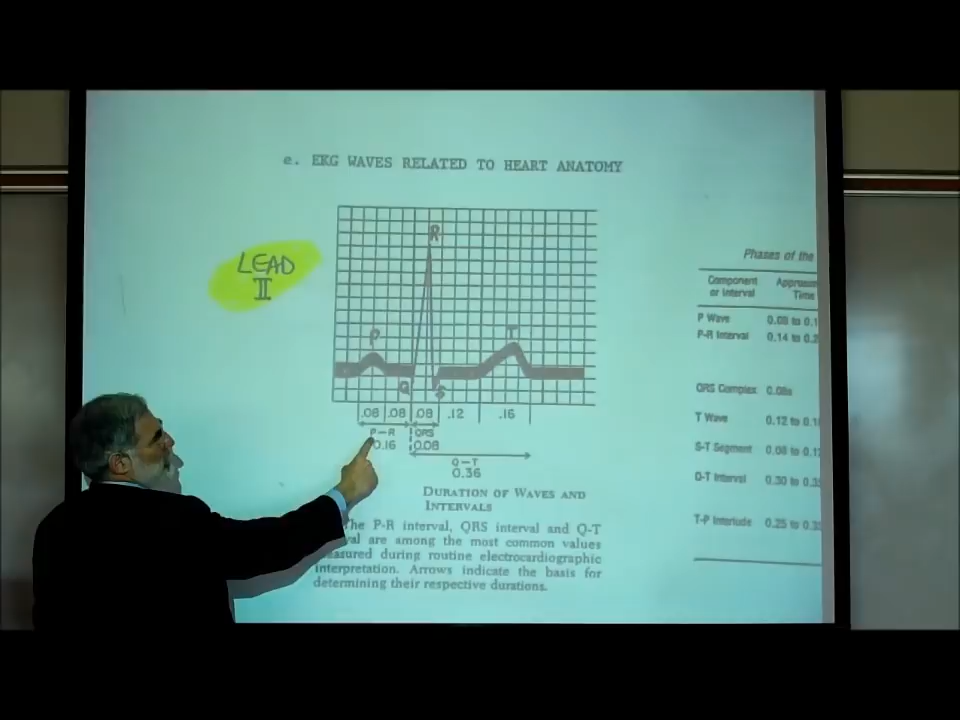 e. EKG WAVES RELATED TO HEART ANATOMY
LEAD
II
R
P
T
Q
S
.08 .08 .08 .12 .16
P-R QRS
0.16 0.08
Q-T
0.36
DURATION OF WAVES AND
INTERVALS
The P-R interval, QRS interval and Q-T
val are among the most common values
easured during routine electrocardiographic
interpretation. Arrows indicate the basis for
determining their respective durations.
Phases of the
Component Approxim
or Interval Time
P Wave 0.08 to 0.1
P-R Interval 0.14 to 0.2
QRS Complex 0.08s
T Wave 0.12 to 0.1
S-T Segment 0.08 to 0.1
Q-T Interval 0.30 to 0.3
T-P Interlude 0.25 to 0.3